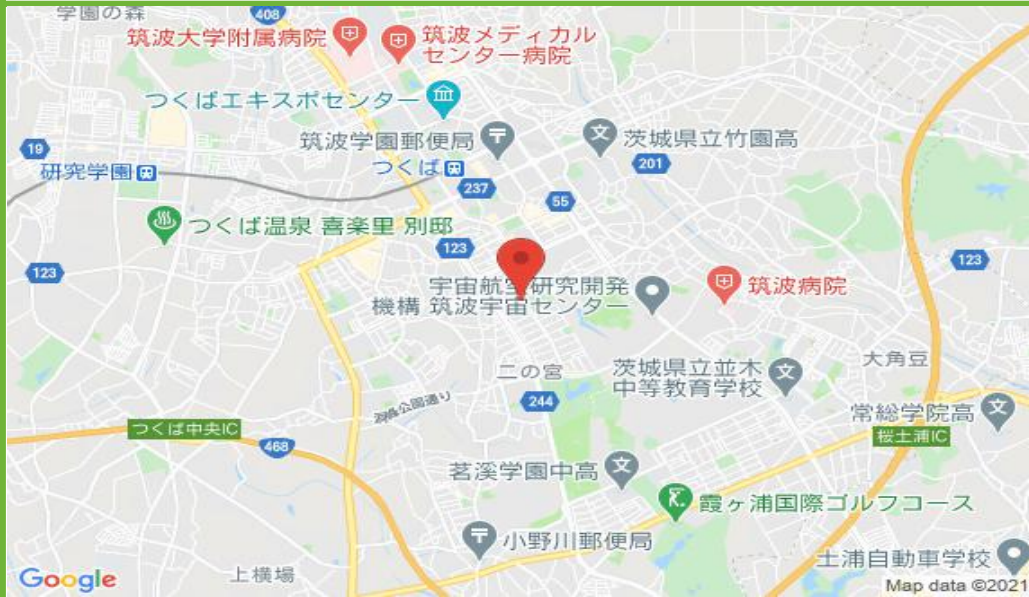 学園の森
408
筑波大学附属病院
筑波メディカル
センター病院
つくばエキスポセンター
筑波学園郵便局
茨城県立竹園高
19
研究学園
つくば
201
237
55
つくば温泉 喜楽里 別邸
123
123
123
宇宙航空研究開発
機構 筑波宇宙センター
筑波病院
二の宮
茨城県立並木
中等教育学校
大角豆
244
洞峰公園通り
常総学院高
つくば中央IC
468
桜土浦IC
茗溪学園中高
霞ヶ浦国際ゴルフコース
小野川郵便局
土浦自動車学校
Google
上横場
Map data ©2021